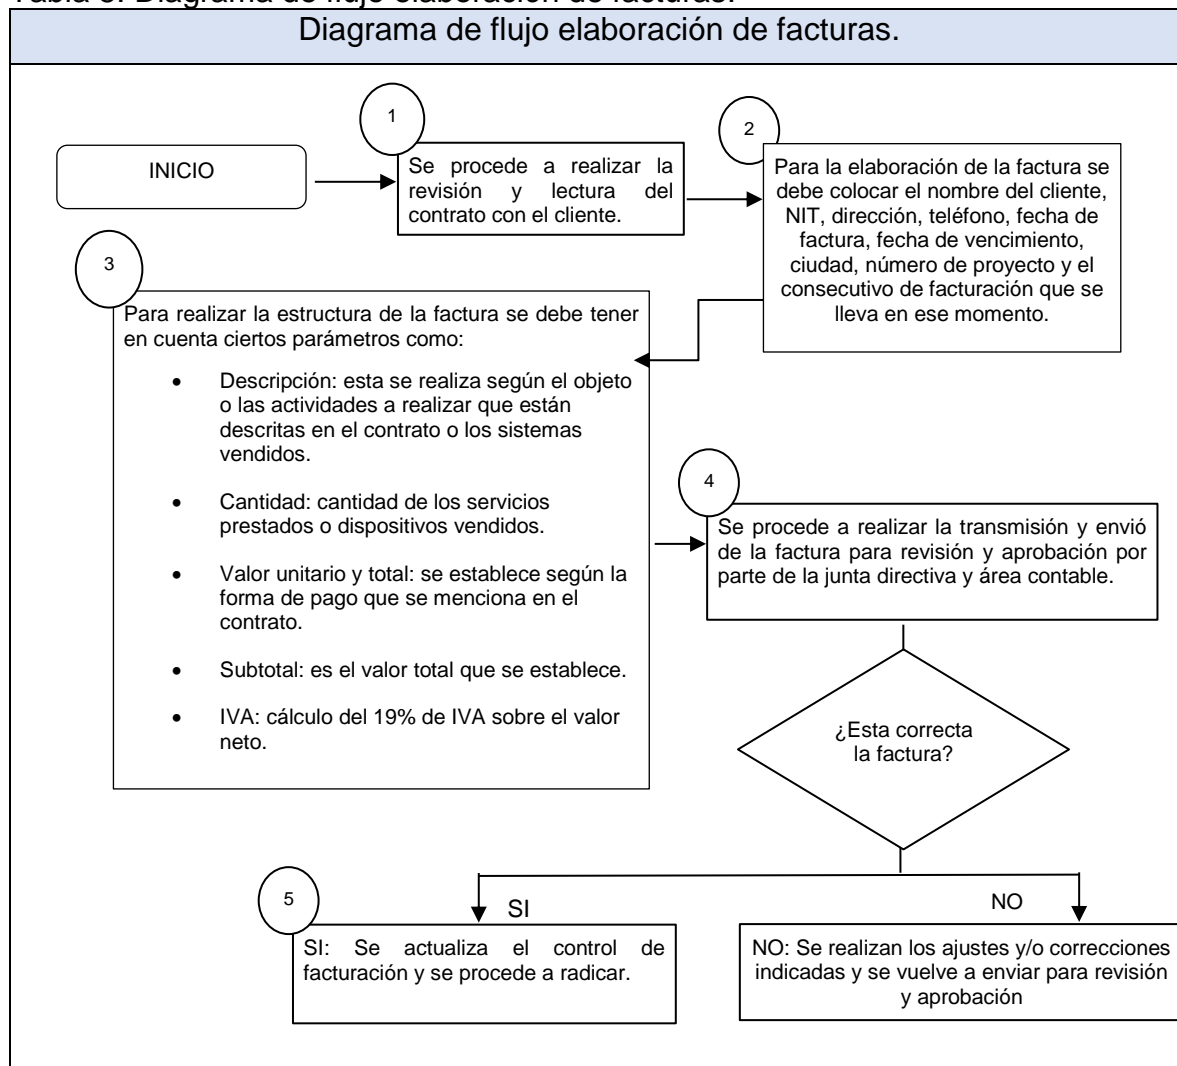 Tabla 3. Diagrama de flujo elaboración de facturas.
Diagrama de flujo elaboración de facturas.
INICIO
1
Se procede a realizar la
revisión y lectura del
contrato con el cliente.
2
Para la elaboración de la factura se
debe colocar el nombre del cliente,
NIT, dirección, teléfono, fecha de
factura, fecha de vencimiento,
ciudad, número de proyecto y el
consecutivo de facturación que se
lleva en ese momento.
3
Para realizar la estructura de la factura se debe tener
en cuenta ciertos parámetros como:
• Descripción: esta se realiza según el objeto
o las actividades a realizar que están
descritas en el contrato o los sistemas
vendidos.
• Cantidad: cantidad de los servicios
prestados o dispositivos vendidos.
• Valor unitario y total: se establece según la
forma de pago que se menciona en el
contrato.
• Subtotal: es el valor total que se establece.
• IVA: cálculo del 19% de IVA sobre el valor
neto.
4
Se procede a realizar la transmisión y envió
de la factura para revisión y aprobación por
parte de la junta directiva y área contable.
¿Esta correcta
la factura?
5
SI
SI: Se actualiza el control de
facturación y se procede a radicar.
NO
NO: Se realizan los ajustes y/o correcciones
indicadas y se vuelve a enviar para revisión
y aprobación